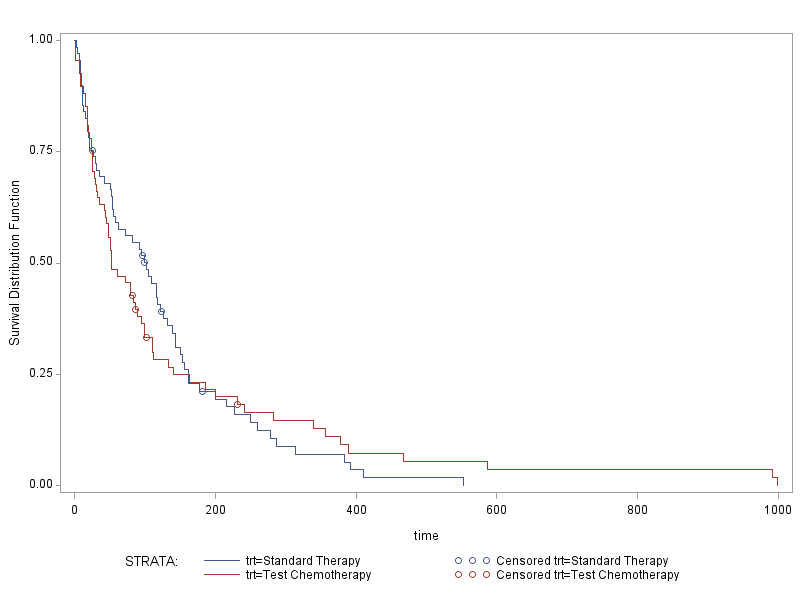 1.00
0.75
0.50
0.25
0.00
Survival Distribution Function
0 200 400 600 800 1000
time
STRATA: trt=Standard Therapy Censored trt=Standard Therapy
trt=Test Chemotherapy Censored trt=Test Chemotherapy